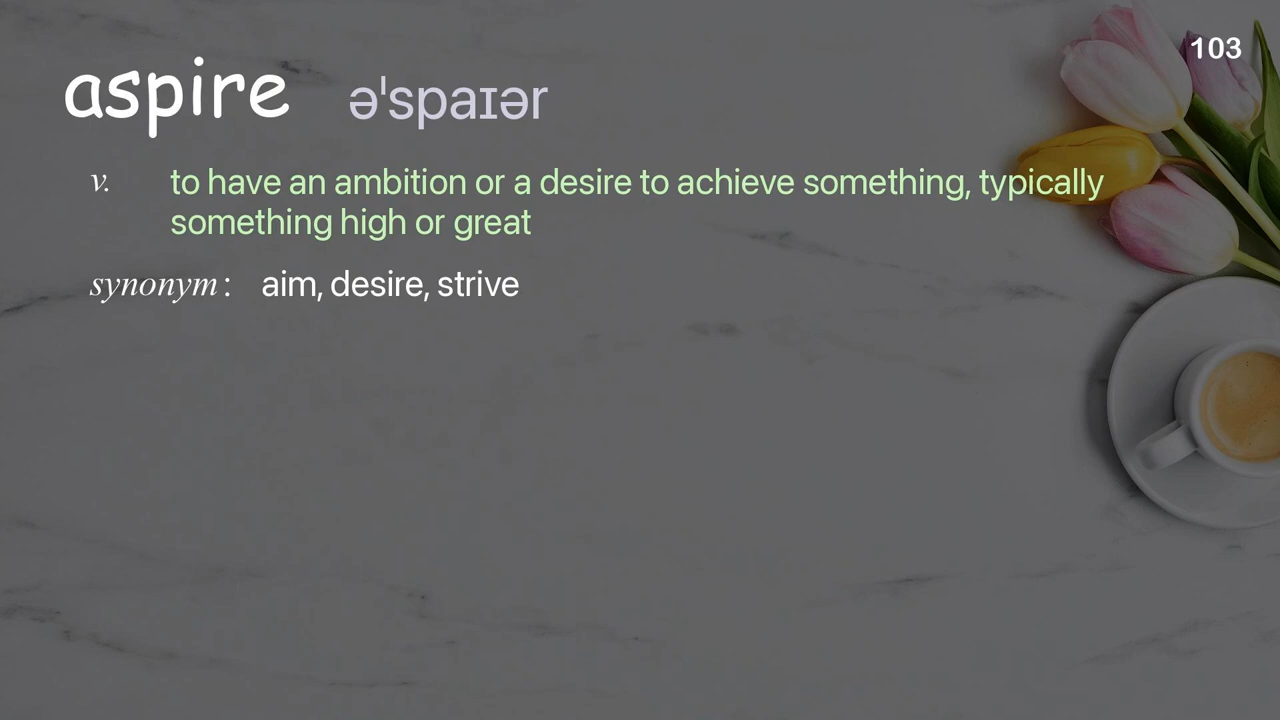 103
aspire əˈspaɪər
v. to have an ambition or a desire to achieve something, typically
something high or great
synonym : aim, desire, strive